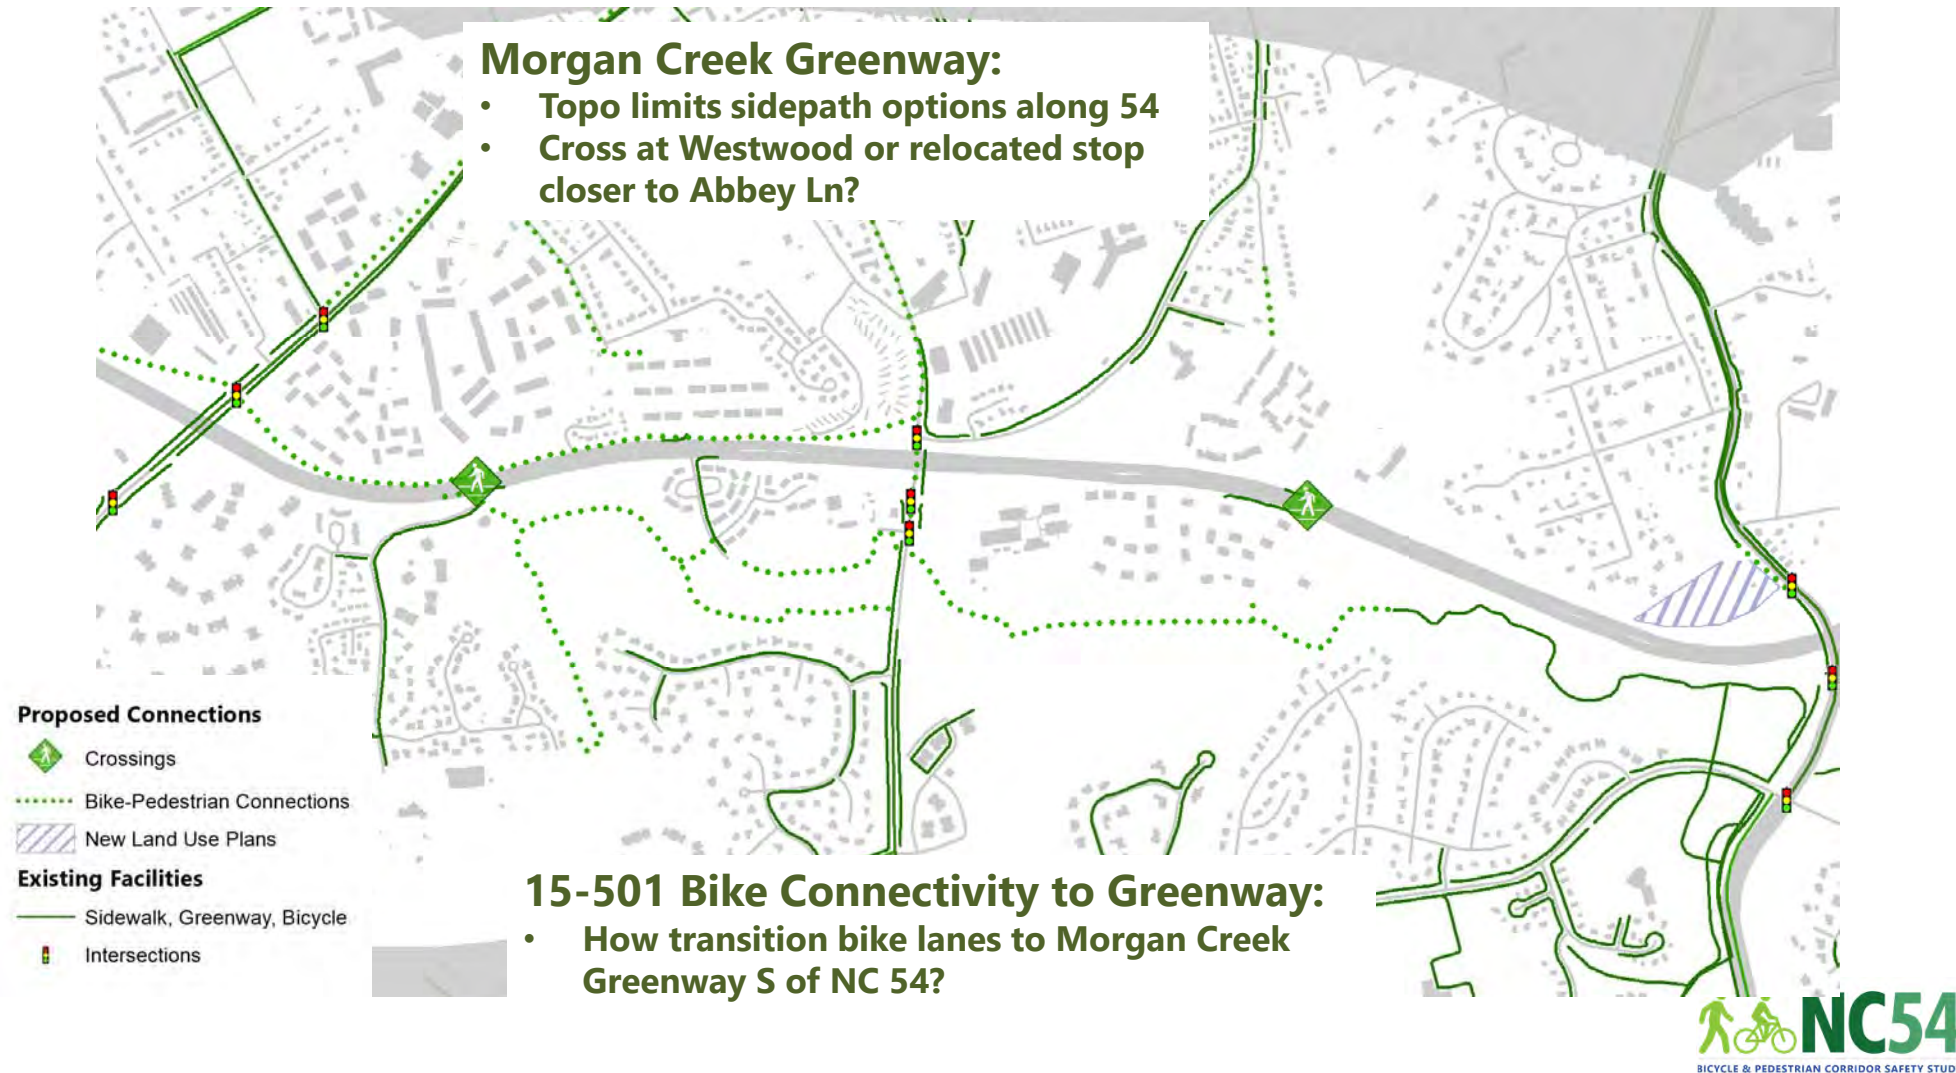 Morgan Creek Greenway:
• Topo limits sidepath options along 54
• Cross at Westwood or relocated stop
closer to Abbey Ln?
Proposed Connections
Crossings
Bike-Pedestrian Connections
New Land Use Plans
Existing Facilities
Sidewalk, Greenway, Bicycle
Intersections
15-501 Bike Connectivity to Greenway:
• How transition bike lanes to Morgan Creek
Greenway S of NC 54?
NC54
BICYCLE & PEDESTRIAN CORRIDOR SAFETY STUD